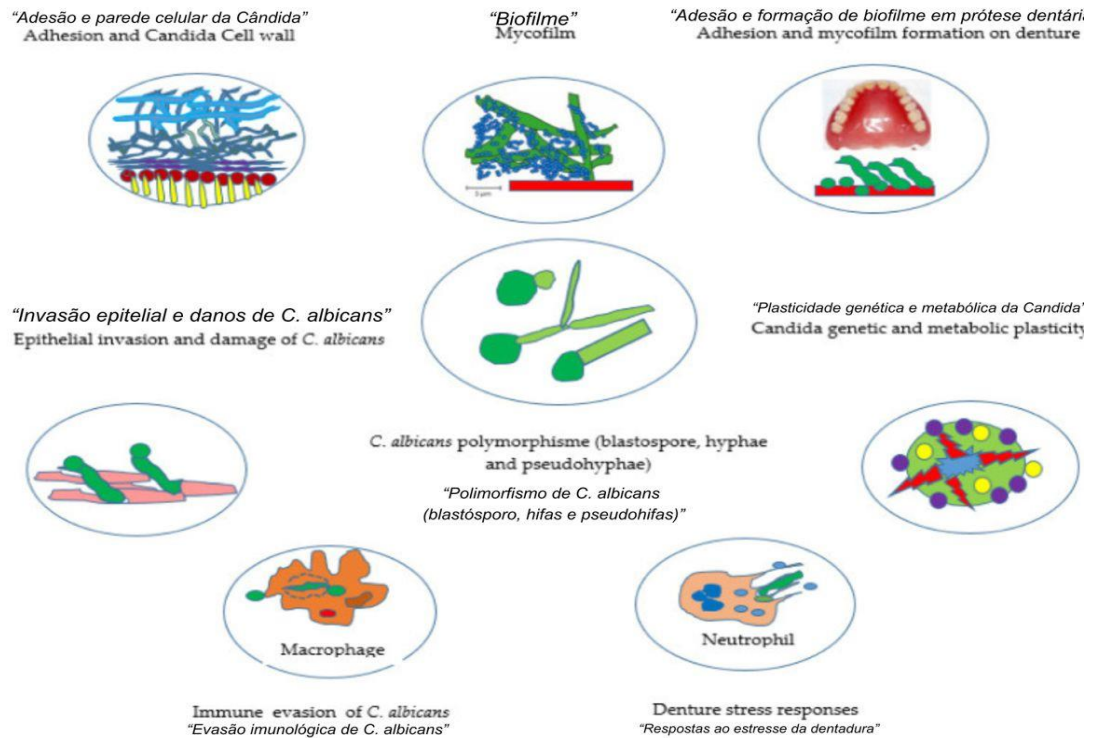 “Adesão e parede celular da Cândida”
Adhesion and Candida Cell wall
“Biofilme”
Mycofilm
“Adesão e formação de biofilme em prótese dentária
Adhesion and mycofilm formation on denture
3 µm
“Invasão epitelial e danos de C. albicans”
Epithelial invasion and damage of C. albicans
“Plasticidade genética e metabólica da Candida”
Candida genetic and metabolic plasticity
C. albicans polymorphisme (blastospore, hyphae
and pseudohyphae)
“Polimorfismo de C. albicans
(blastósporo, hifas e pseudohifas)”
Macrophage
Neutrophil
Immune evasion of C. albicans
“Evasão imunológica de C. albicans”
Denture stress responses
“Respostas ao estresse da dentadura”